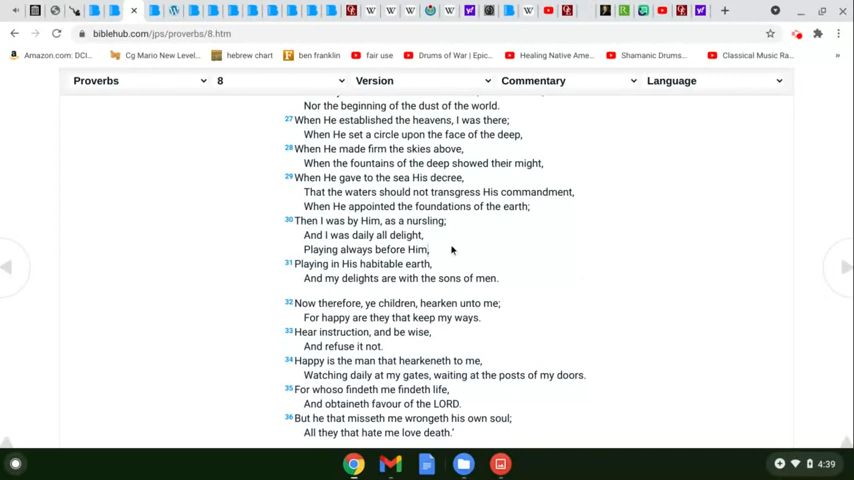 biblehub.com/jps/proverbs/8.htm
Amazon.com: DCI...
Cg Mario New Level...
hebrew chart
ben franklin
fair use
Drums of War | Epic...
Healing Native Ame...
Shamanic Drums...
Classical Music Ra...
»
Proverbs
8
Version
Commentary
Language
Nor the beginning of the dust of the world.
27 When He established the heavens, I was there;
When He set a circle upon the face of the deep,
28 When He made firm the skies above,
When the fountains of the deep showed their might,
29 When He gave to the sea His decree,
That the waters should not transgress His commandment,
When He appointed the foundations of the earth;
30 Then I was by Him, as a nursling;
And I was daily all delight,
Playing always before Him,
31 Playing in His habitable earth,
And my delights are with the sons of men.
32 Now therefore, ye children, hearken unto me;
For happy are they that keep my ways.
33 Hear instruction, and be wise,
And refuse it not.
34 Happy is the man that hearkeneth to me,
Watching daily at my gates, waiting at the posts of my doors.
35 For whoso findeth me findeth life,
And obtaineth favour of the LORD.
36 But he that misseth me wrongeth his own soul;
All they that hate me love death.'
4:39